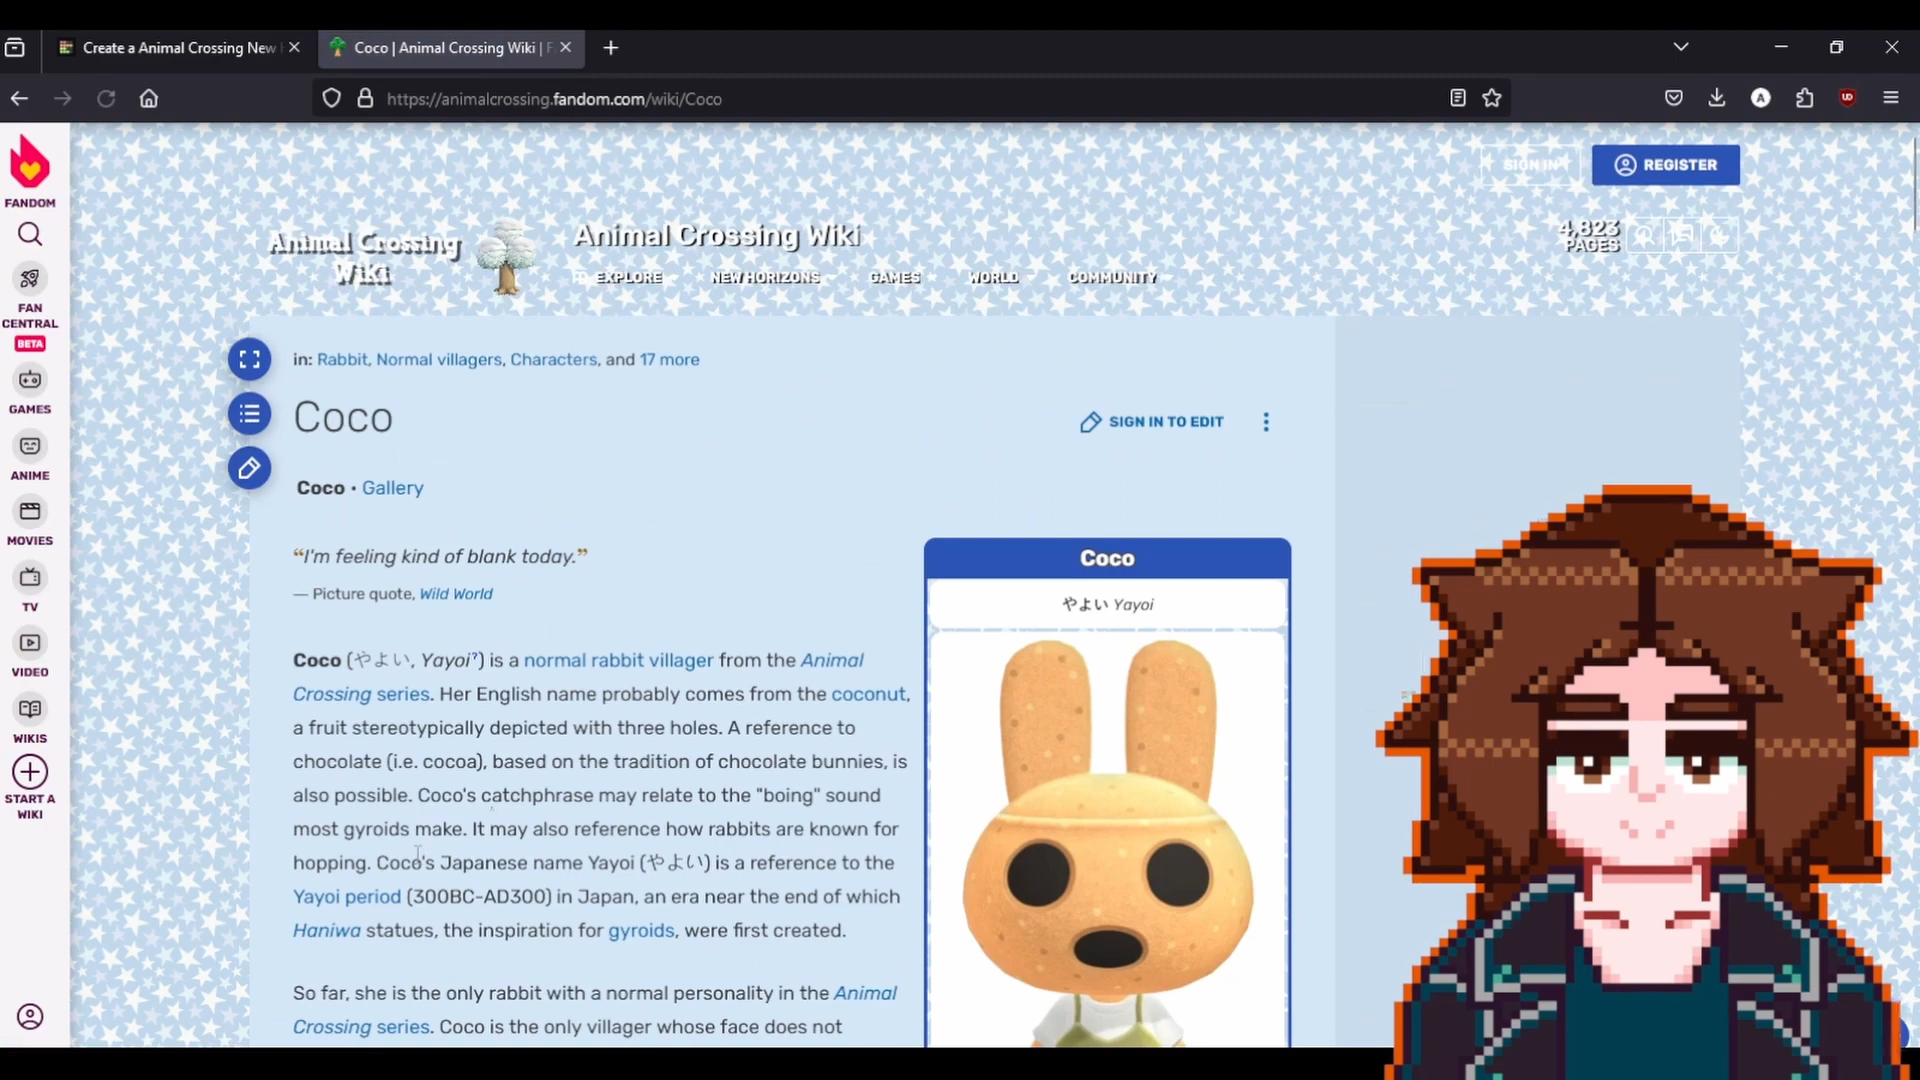 Create a Animal Crossing New
Coco | Animal Crossing Wiki | F
https://animalcrossing.fandom.com/wiki/Coco
FANDOM
FAN CENTRAL
BETA
GAMES
ANIME
MOVIES
TV
VIDEO
WIKIS
START A WIKI
SIGN IN
REGISTER
Animal Crossing
Wiki
Animal Crossing Wiki
4,823
PAGES
EXPLORE
NEW HORIZONS
GAMES
WORLD
COMMUNITY
in: Rabbit, Normal villagers, Characters, and 17 more
Coco
SIGN IN TO EDIT
Coco • Gallery
“I'm feeling kind of blank today.”
— Picture quote, Wild World
Coco (やよい, Yayoi?) is a normal rabbit villager from the Animal
Crossing series. Her English name probably comes from the coconut,
a fruit stereotypically depicted with three holes. A reference to
chocolate (i.e. cocoa), based on the tradition of chocolate bunnies, is
also possible. Coco's catchphrase may relate to the "boing" sound
most gyroids make. It may also reference how rabbits are known for
hopping. Coco's Japanese name Yayoi (やよい) is a reference to the
Yayoi period (300BC-AD300) in Japan, an era near the end of which
Haniwa statues, the inspiration for gyroids, were first created.
So far, she is the only rabbit with a normal personality in the Animal
Crossing series. Coco is the only villager whose face does not
Coco
やよい Yayoi